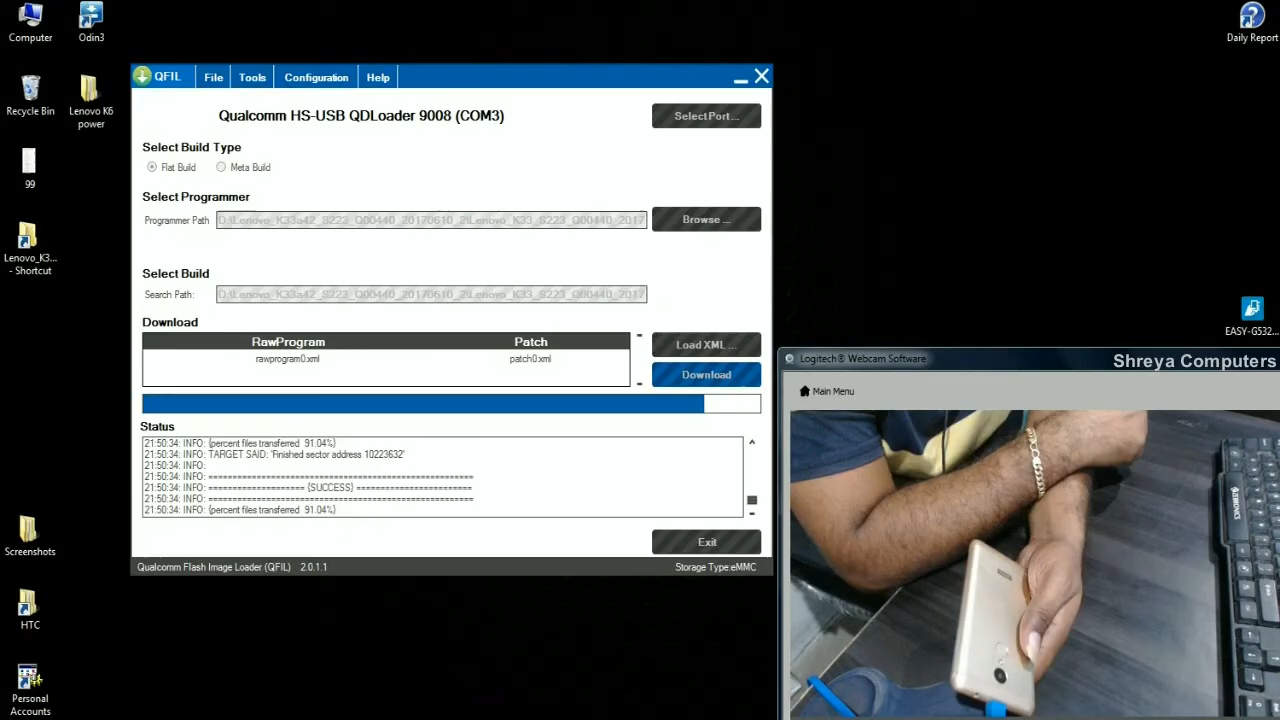 Computer
Odin3
Daily Report
Recycle Bin
Lenovo K6
power
99
Lenovo_K3...
- Shortcut
EASY-G532...
Screenshots
HTC
Personal
Accounts
QFIL File Tools Configuration Help
Qualcomm HS-USB QDLoader 9008 (COM3) Select Port ...
Select Build Type
Flat Build Meta Build
Select Programmer
Programmer Path D:\Lenovo_K33a42_S223_Q00440_20170610_2\Lenovo_K33_S223_Q00440_2017 Browse ...
Select Build
Search Path: D:\Lenovo_K33a42_S223_Q00440_20170610_2\Lenovo_K33_S223_Q00440_2017
Download
RawProgram Patch
rawprogram0.xml patch0.xml
Load XML ...
Download
Status
21:50:34: INFO: {percent files transferred 91.04%}
21:50:34: INFO: TARGET SAID: 'Finished sector address 10223632'
21:50:34: INFO:
21:50:34: INFO: =======================================================
21:50:34: INFO: ==================== {SUCCESS} ========================
21:50:34: INFO: =======================================================
21:50:34: INFO: {percent files transferred 91.04%}
Exit
Qualcomm Flash Image Loader (QFIL) 2.0.1.1 Storage Type:eMMC
Logitech® Webcam Software
Shreya Computers
Main Menu